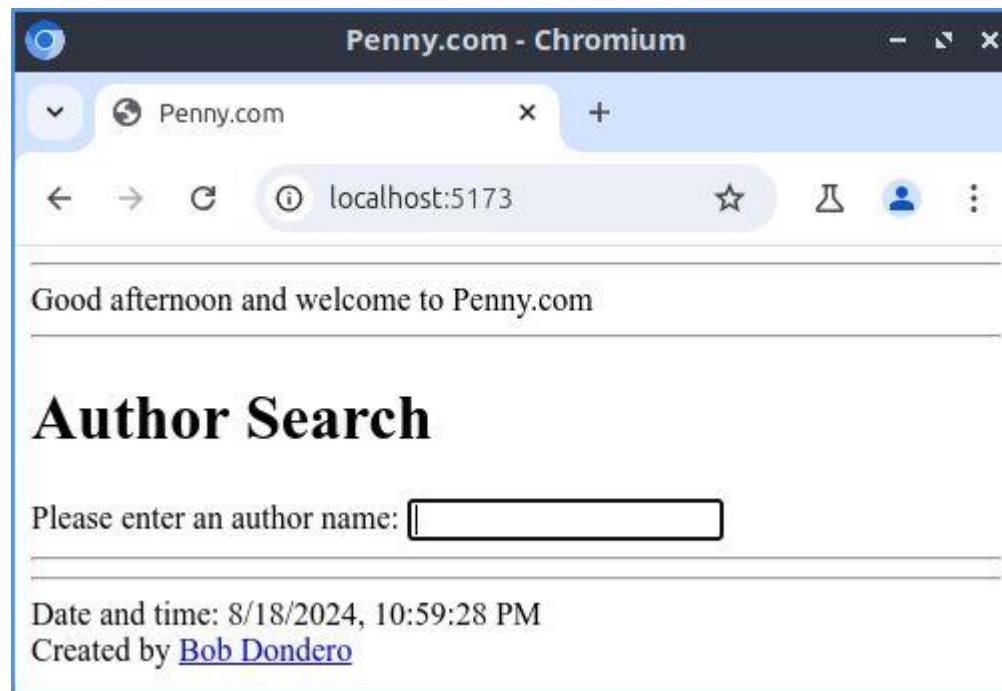 Penny.com - Chromium
Penny.com
localhost:5173
Good afternoon and welcome to Penny.com
Author Search
Please enter an author name:
Date and time: 8/18/2024, 10:59:28 PM
Created by Bob Dondero